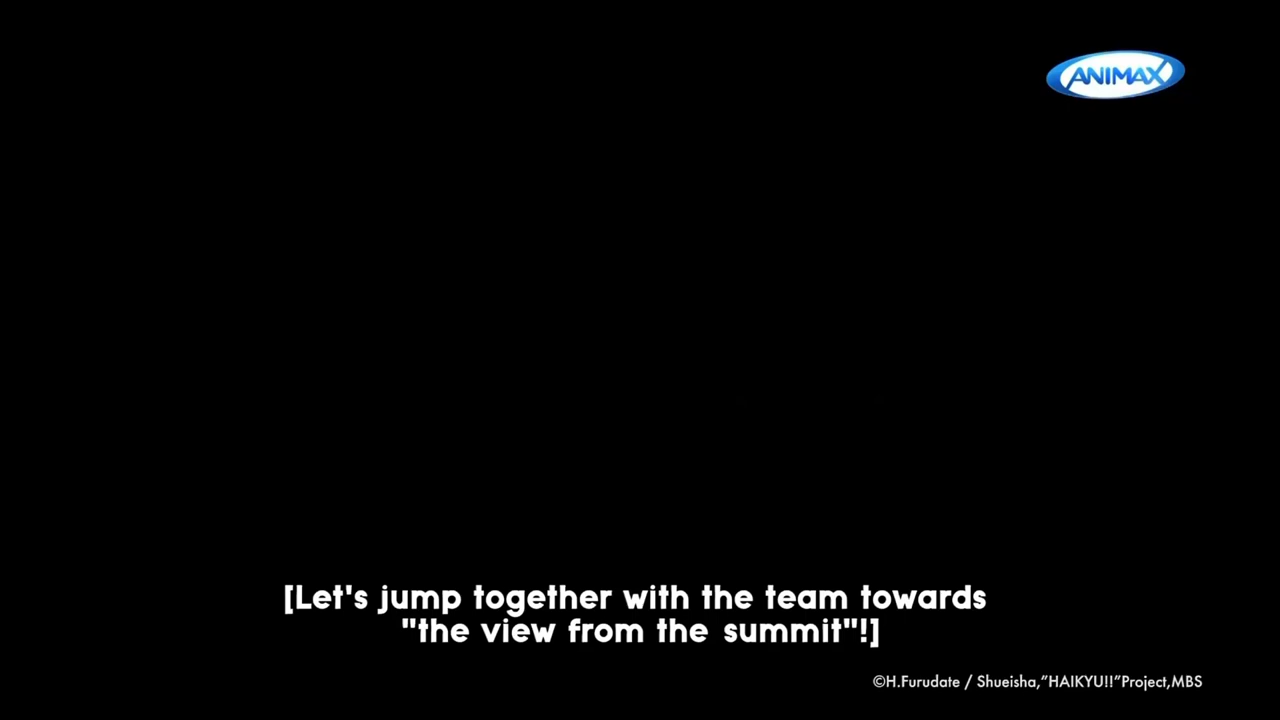 ANIMAX
[Let's jump together with the team towards
"the view from the summit"!]
©H.Furudate / Shueisha,”HAIKYU!!”Project,MBS